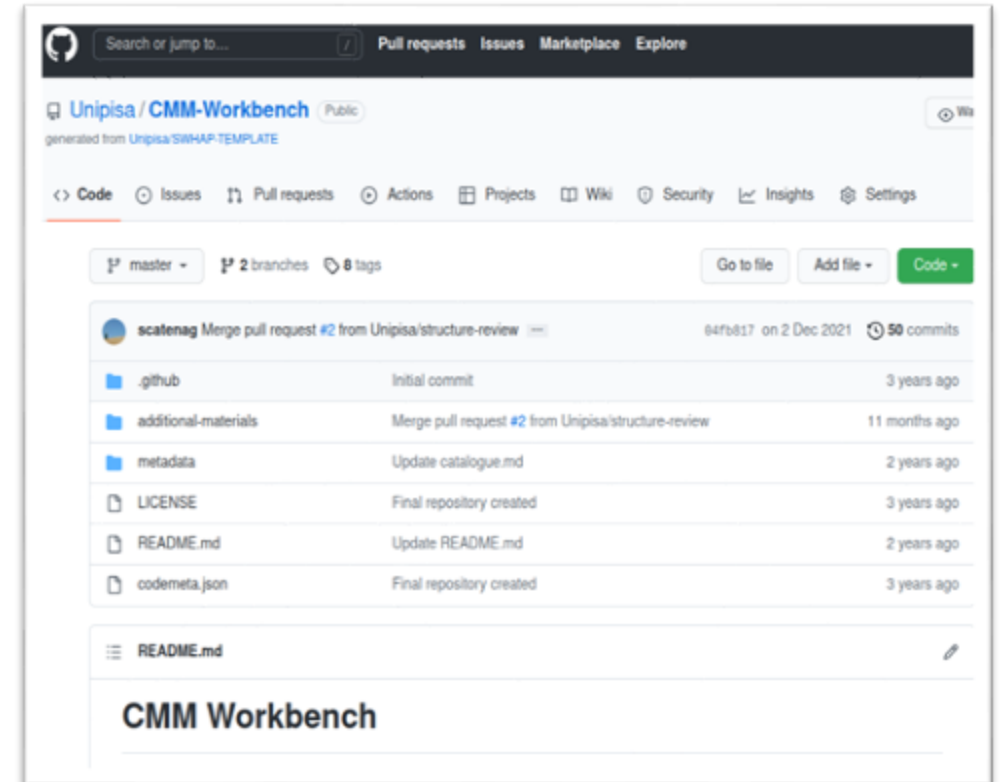 Search or jump to... / Pull requests Issues Marketplace Explore
Unipisa / CMM-Workbench Public
generated from Unipisa/SWHAP-TEMPLATE
<> Code Issues Pull requests Actions Projects Wiki Security Insights Settings
master 2 branches 8 tags Go to file Add file Code
scatenag Merge pull request #2 from Unipisa/structure-review ... 04fb817 on 2 Dec 2021 50 commits
.github Initial commit 3 years ago
additional-materials Merge pull request #2 from Unipisa/structure-review 11 months ago
metadata Update catalogue.md 2 years ago
LICENSE Final repository created 3 years ago
README.md Update README.md 2 years ago
codemeta.json Final repository created 3 years ago
README.md
CMM Workbench